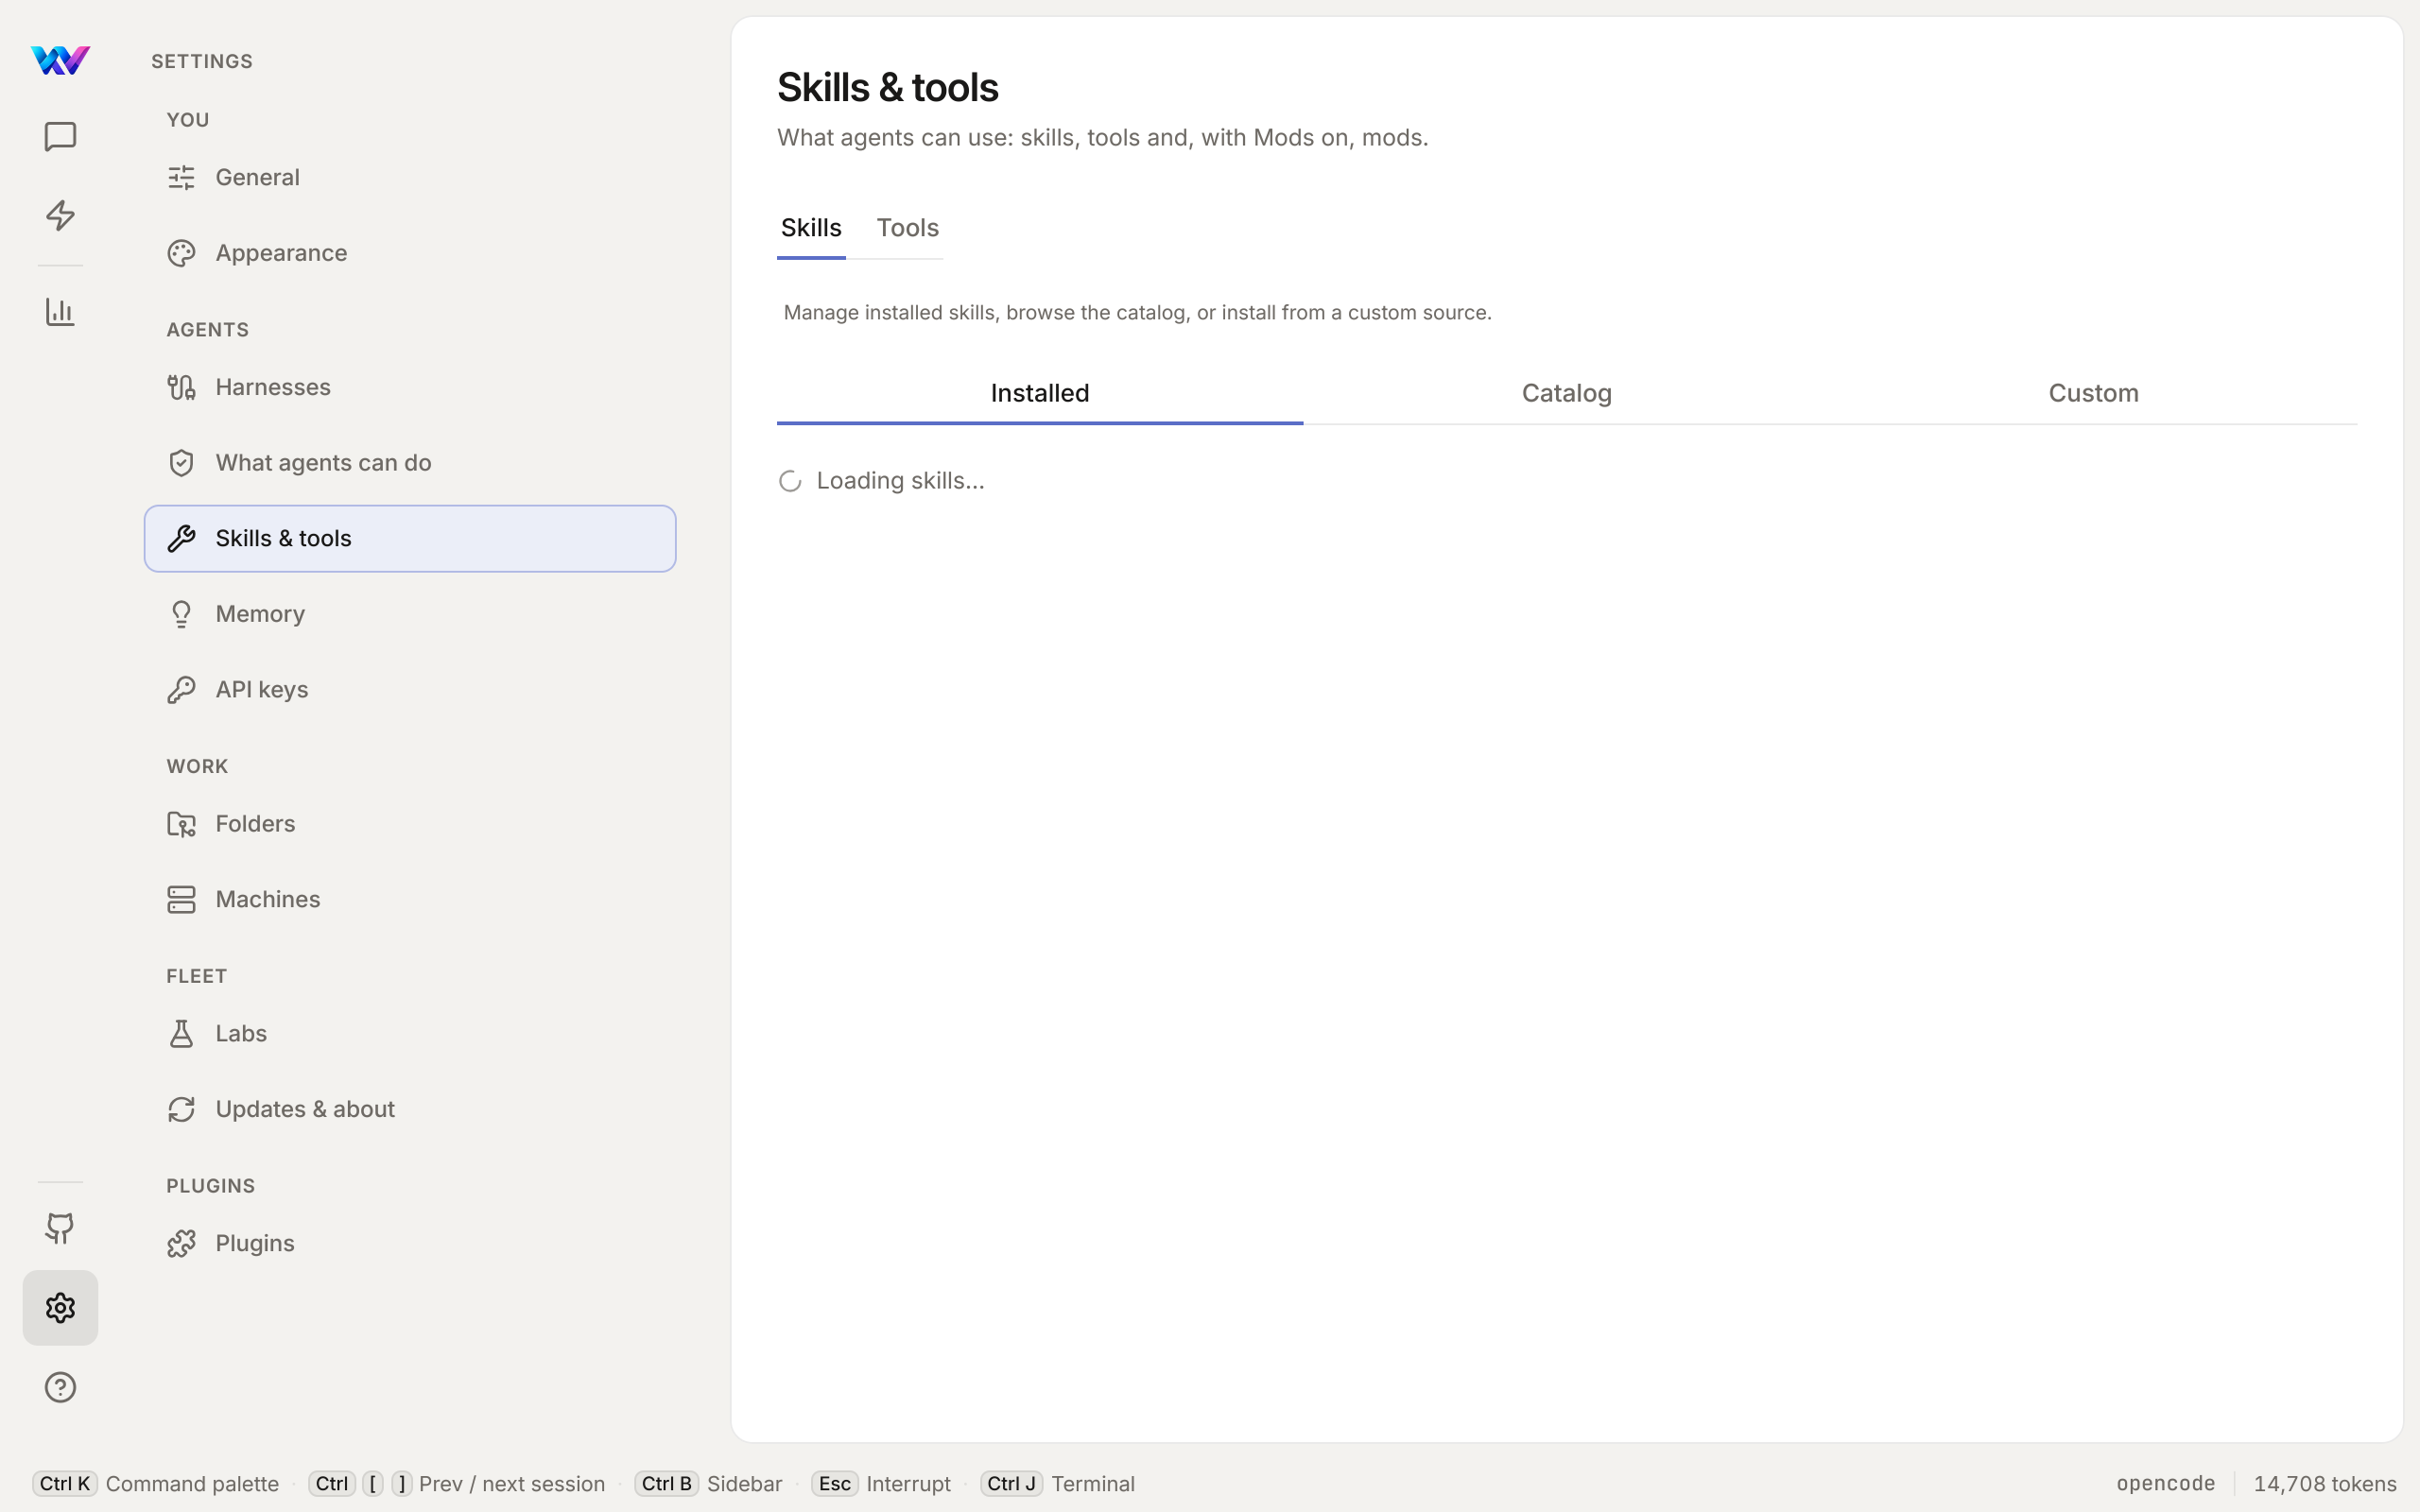 SETTINGS
YOU
General
Appearance
AGENTS
Harnesses
What agents can do
Skills & tools
Memory
API keys
WORK
Folders
Machines
FLEET
Labs
Updates & about
PLUGINS
Plugins
Skills & tools
What agents can use: skills, tools and, with Mods on, mods.
Skills Tools
Manage installed skills, browse the catalog, or install from a custom source.
Installed Catalog Custom
Loading skills...
Ctrl K Command palette · Ctrl [ ] Prev / next session · Ctrl B Sidebar · Esc Interrupt · Ctrl J Terminal opencode 14,708 tokens